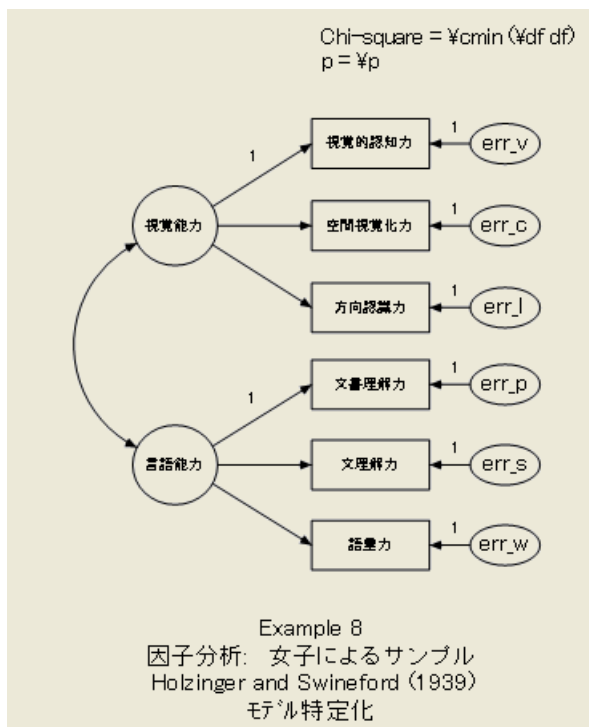 Chi-square = ¥cmin (¥df df)
p = ¥p
1
視覚的認知力
1
err_v
視覚能力
空間視覚化力
1
err_c
方向認識力
1
err_l
1
文書理解力
1
err_p
言語能力
文理解力
1
err_s
語彙力
1
err_w
Example 8
因子分析: 女子によるサンプル
Holzinger and Swineford (1939)
モデル特定化